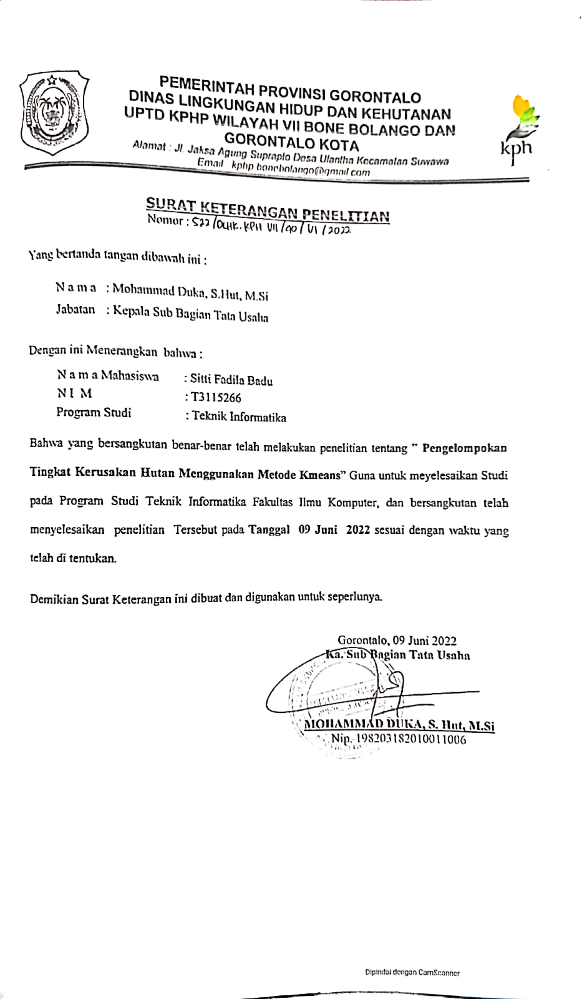 PEMERINTAH PROVINSI GORONTALO
DINAS LINGKUNGAN HIDUP DAN KEHUTANAN
UPTD KPHP WILAYAH VII BONE BOLANGO DAN
GORONTALO KOTA
Alamat : Jl. Jaksa Agung Suprapto Desa Ulantha Kecamatan Suwawa
Email kphp bonebolango@gmail com
kph
SURAT KETERANGAN PENELITIAN
Nomor : 522/DLHK.KPH VII/90/VI/2022
Yang bertanda tangan dibawah ini :
N a m a : Mohammad Duka, S.Hut, M.Si
Jabatan : Kepala Sub Bagian Tata Usaha
Dengan ini Menerangkan bahwa :
N a m a Mahasiswa : Sitti Fadila Badu
N I M : T3115266
Program Studi : Teknik Informatika
Bahwa yang bersangkutan benar-benar telah melakukan penelitian tentang ” Pengelompokan
Tingkat Kerusakan Hutan Menggunakan Metode Kmeans” Guna untuk meyelesaikan Studi
pada Program Studi Teknik Informatika Fakultas Ilmu Komputer, dan bersangkutan telah
menyelesaikan penelitian Tersebut pada Tanggal 09 Juni 2022 sesuai dengan waktu yang
telah di tentukan.
Demikian Surat Keterangan ini dibuat dan digunakan untuk seperlunya.
Gorontalo, 09 Juni 2022
Ka. Sub Bagian Tata Usaha
MOHAMMAD DUKA, S. Hut, M.Si
Nip. 198203182010011006
Dipindai dengan CamScanner